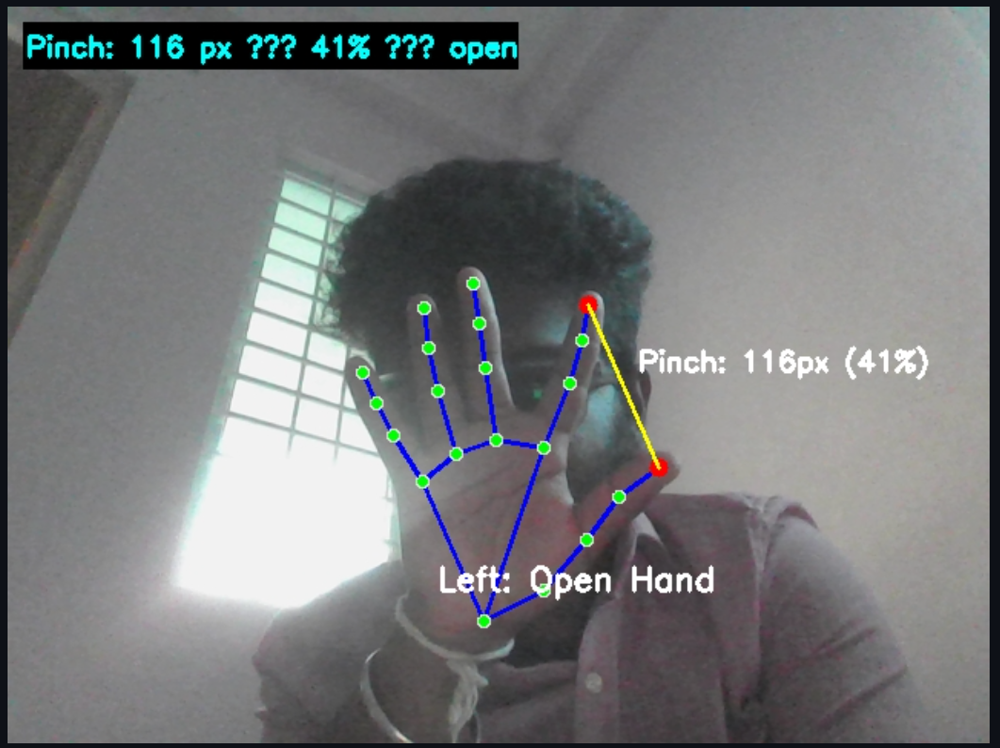 Pinch: 116 px ??? 41% ??? open
Pinch: 116px (41%)
Left: Open Hand